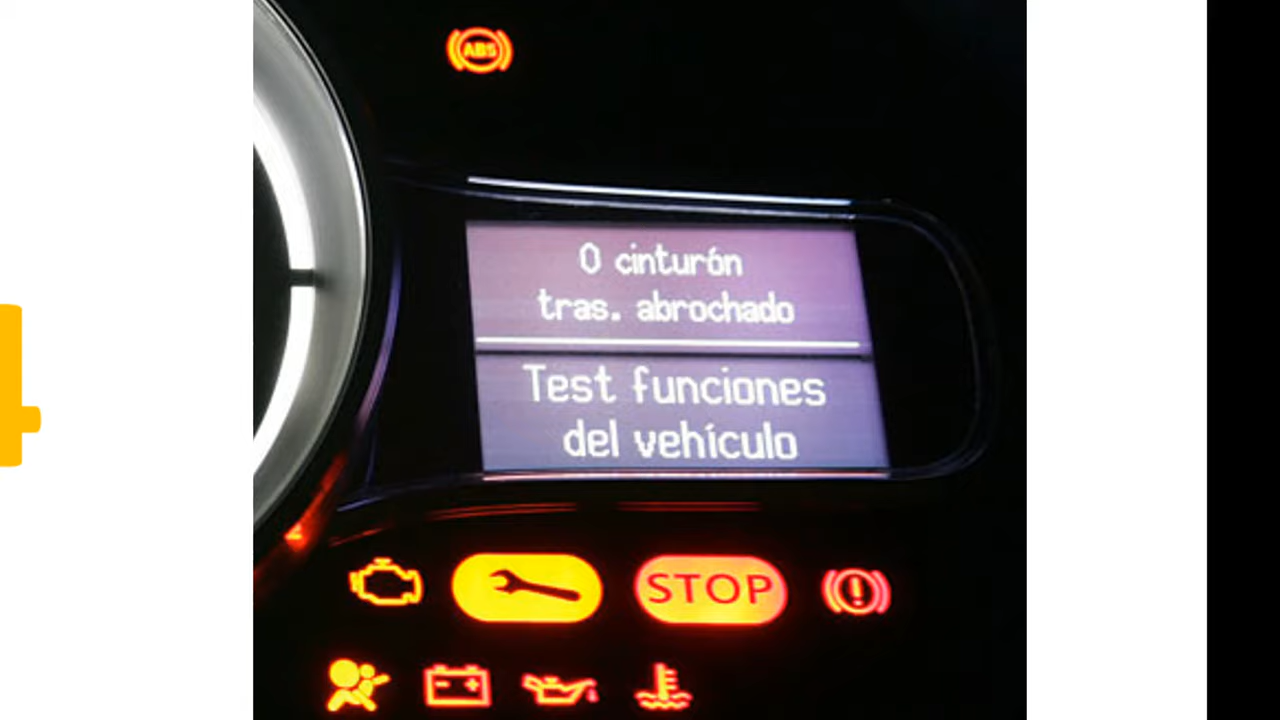 ABS
0 cinturón
tras. abrochado
Test funciones
del vehículo
STOP